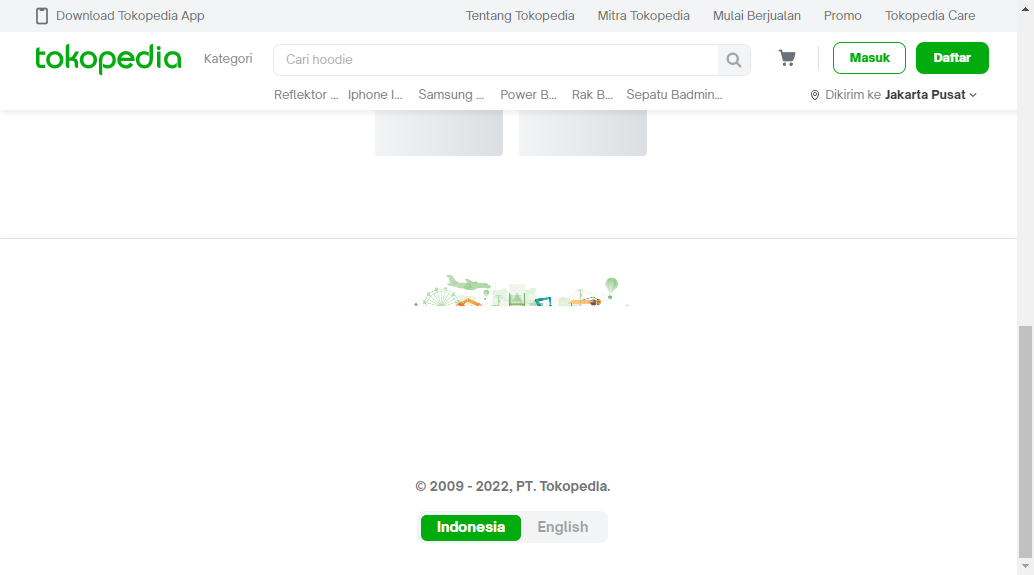 Download Tokopedia App Tentang Tokopedia Mitra Tokopedia Mulai Berjualan Promo Tokopedia Care
tokopedia Kategori Cari hoodie Masuk Daftar
Reflektor ... Iphone I... Samsung ... Power B... Rak B... Sepatu Badmin... Dikirim ke Jakarta Pusat
© 2009 - 2022, PT. Tokopedia.
Indonesia English